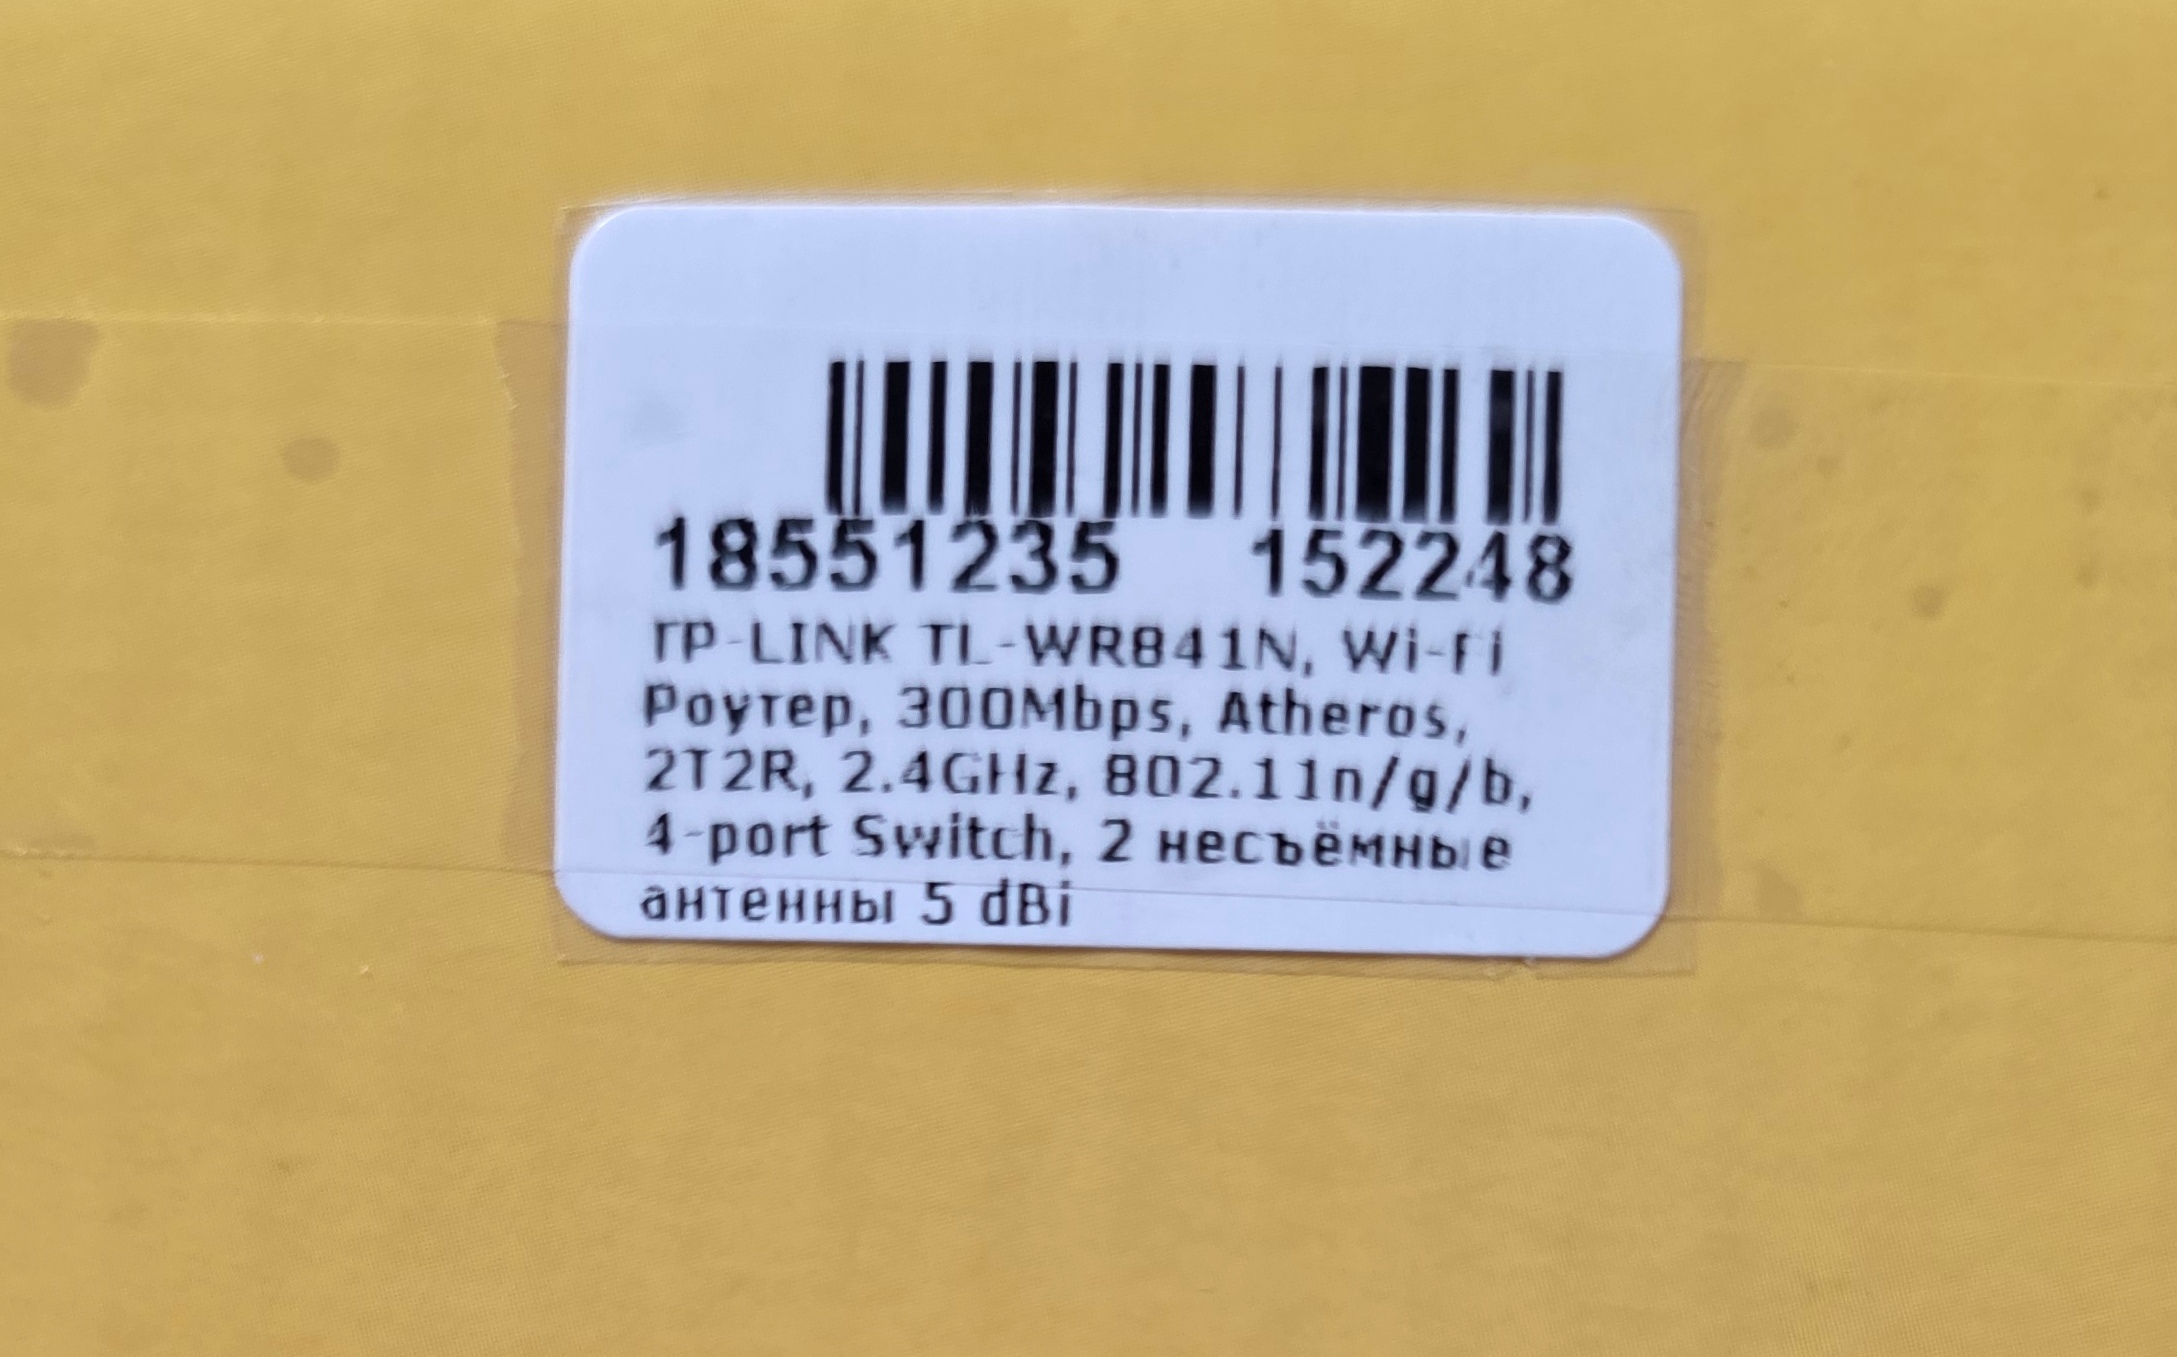 18551235 152248
TP-LINK TL-WR841N, Wi-Fi
Роутер, 300Mbps, Atheros,
2T2R, 2.4GHz, 802.11n/g/b,
4-port Switch, 2 несъёмные
антенны 5 dBi